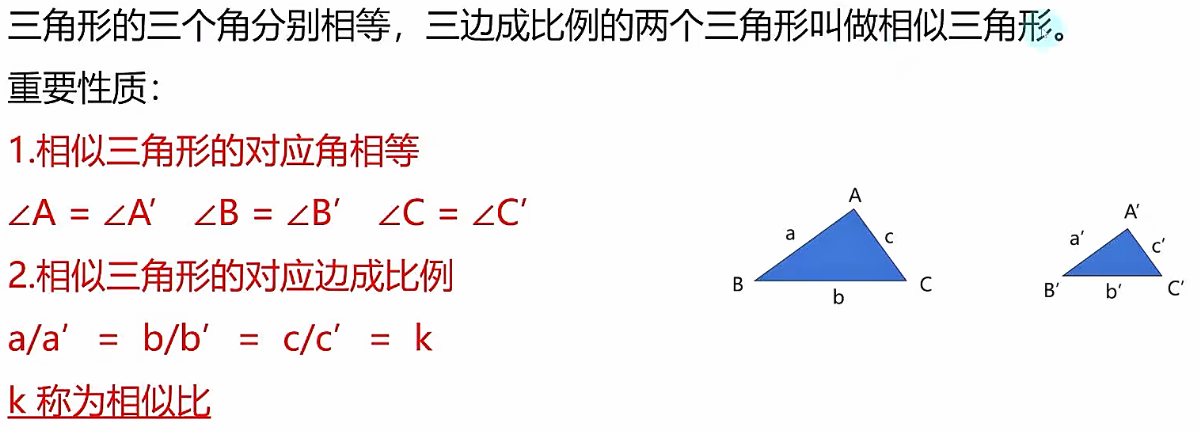 三角形的三个角分别相等，三边成比例的两个三角形叫做相似三角形。
重要性质：
1.相似三角形的对应角相等
∠A = ∠A′ ∠B = ∠B′ ∠C = ∠C′
2.相似三角形的对应边成比例
a/a′ = b/b′ = c/c′ = k
k 称为相似比
A
a
c
B
C
b
A′
a′
c′
B′
C′
b′